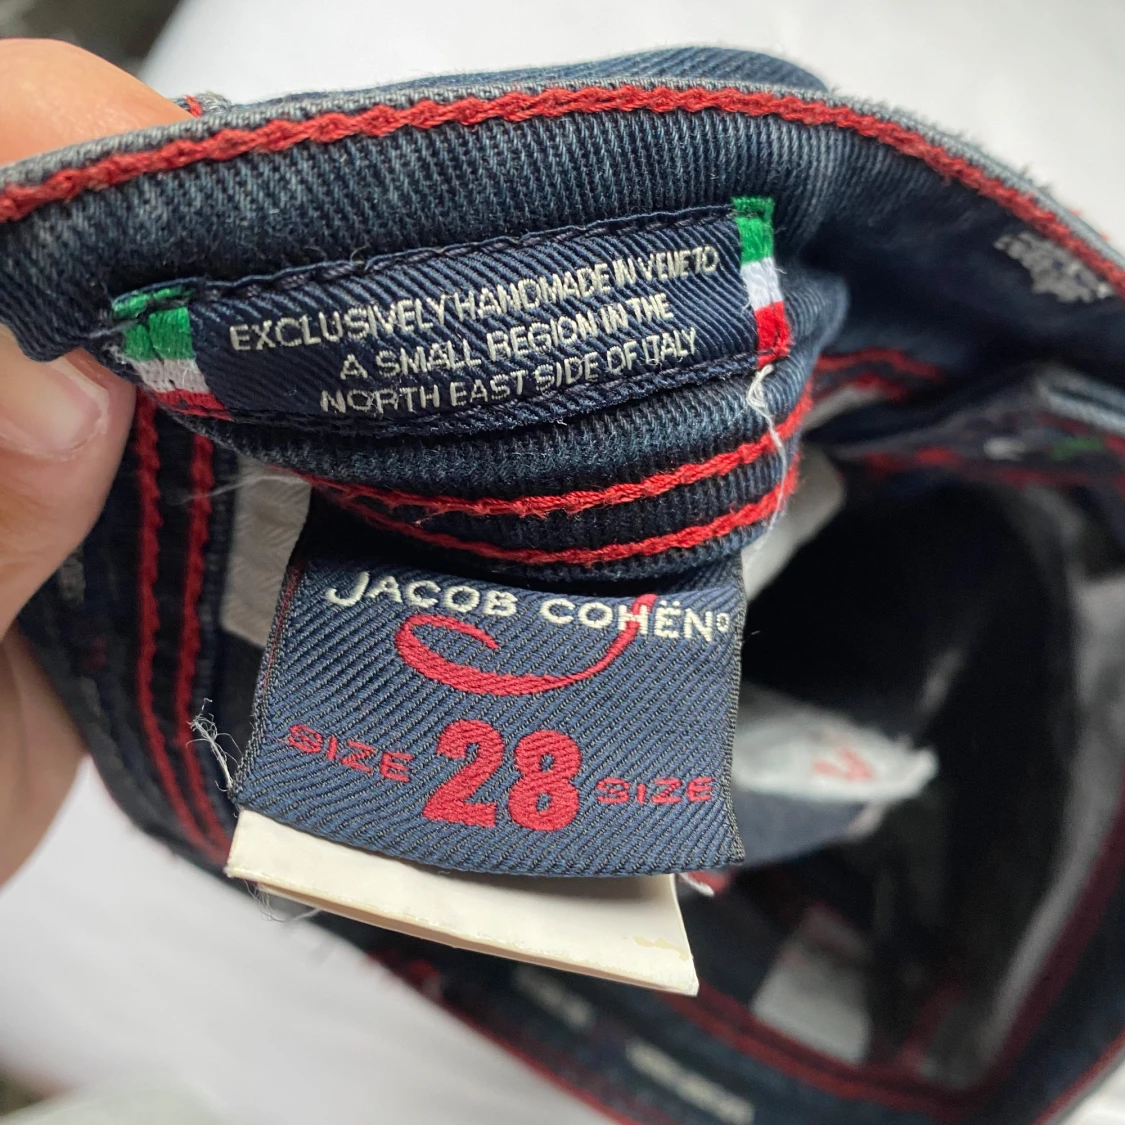 EXCLUSIVELY HANDMADE IN VENETO
A SMALL REGION IN THE
NORTH EAST SIDE OF ITALY
JACOB COHËN
SIZE 28 SIZE